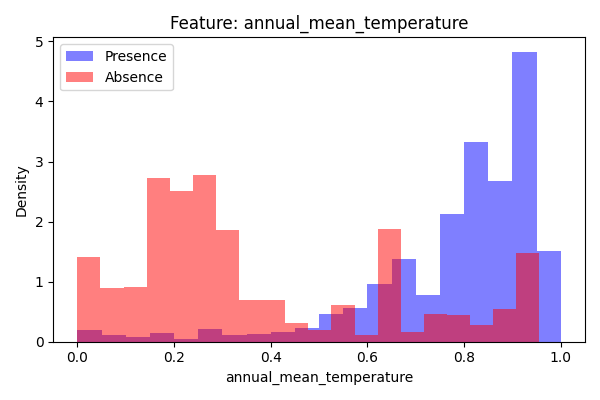 Feature: annual_mean_temperature
Presence
Absence
Density
5
4
3
2
1
0
0.0 0.2 0.4 0.6 0.8 1.0
annual_mean_temperature